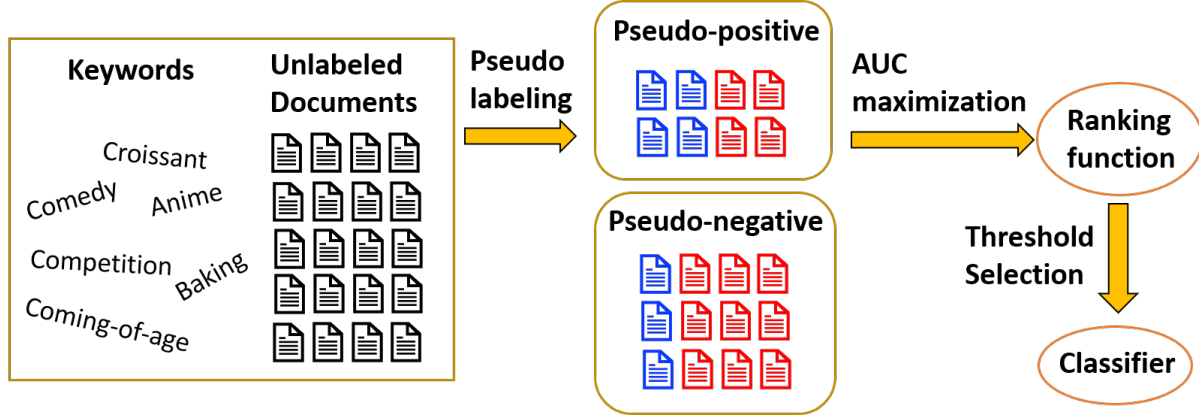 Keywords
Croissant
Comedy
Anime
Competition
Baking
Coming-of-age
Unlabeled
Documents
Pseudo
labeling
Pseudo-positive
Pseudo-negative
AUC
maximization
Ranking
function
Threshold
Selection
Classifier